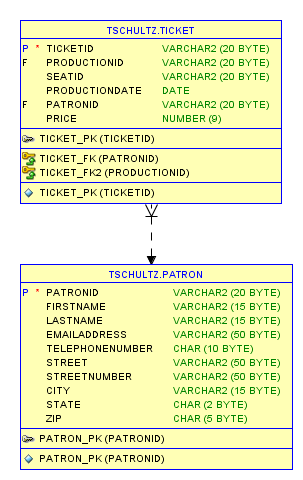 TSCHULTZ.TICKET
P * TICKETID VARCHAR2 (20 BYTE)
F PRODUCTIONID VARCHAR2 (20 BYTE)
SEATID VARCHAR2 (20 BYTE)
PRODUCTIONDATE DATE
F PATRONID VARCHAR2 (20 BYTE)
PRICE NUMBER (9)
TICKET_PK (TICKETID)
TICKET_FK (PATRONID)
TICKET_FK2 (PRODUCTIONID)
TICKET_PK (TICKETID)
TSCHULTZ.PATRON
P * PATRONID VARCHAR2 (20 BYTE)
FIRSTNAME VARCHAR2 (15 BYTE)
LASTNAME VARCHAR2 (15 BYTE)
EMAILADDRESS VARCHAR2 (50 BYTE)
TELEPHONENUMBER CHAR (10 BYTE)
STREET VARCHAR2 (50 BYTE)
STREETNUMBER VARCHAR2 (50 BYTE)
CITY VARCHAR2 (15 BYTE)
STATE CHAR (2 BYTE)
ZIP CHAR (5 BYTE)
PATRON_PK (PATRONID)
PATRON_PK (PATRONID)